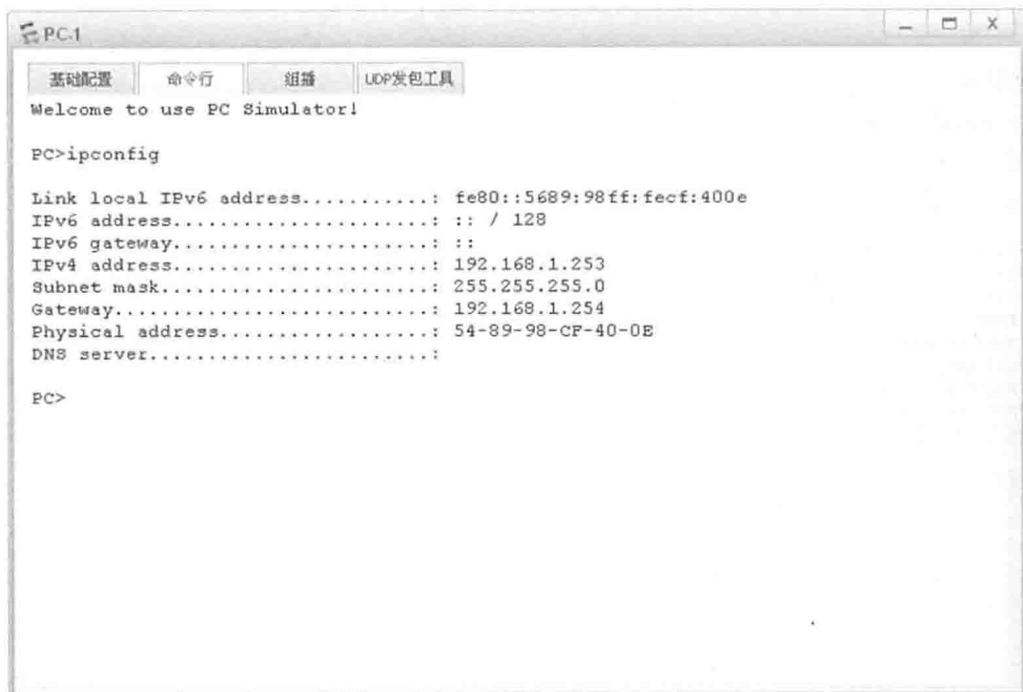 PC.1
基础配置 命令行 组播 UDP发包工具
Welcome to use PC Simulator!
PC>ipconfig
Link local IPv6 address...........: fe80::5689:98ff:fecf:400e
IPv6 address......................: :: / 128
IPv6 gateway......................: ::
IPv4 address......................: 192.168.1.253
Subnet mask.......................: 255.255.255.0
Gateway...........................: 192.168.1.254
Physical address..................: 54-89-98-CF-40-0E
DNS server........................:
PC>